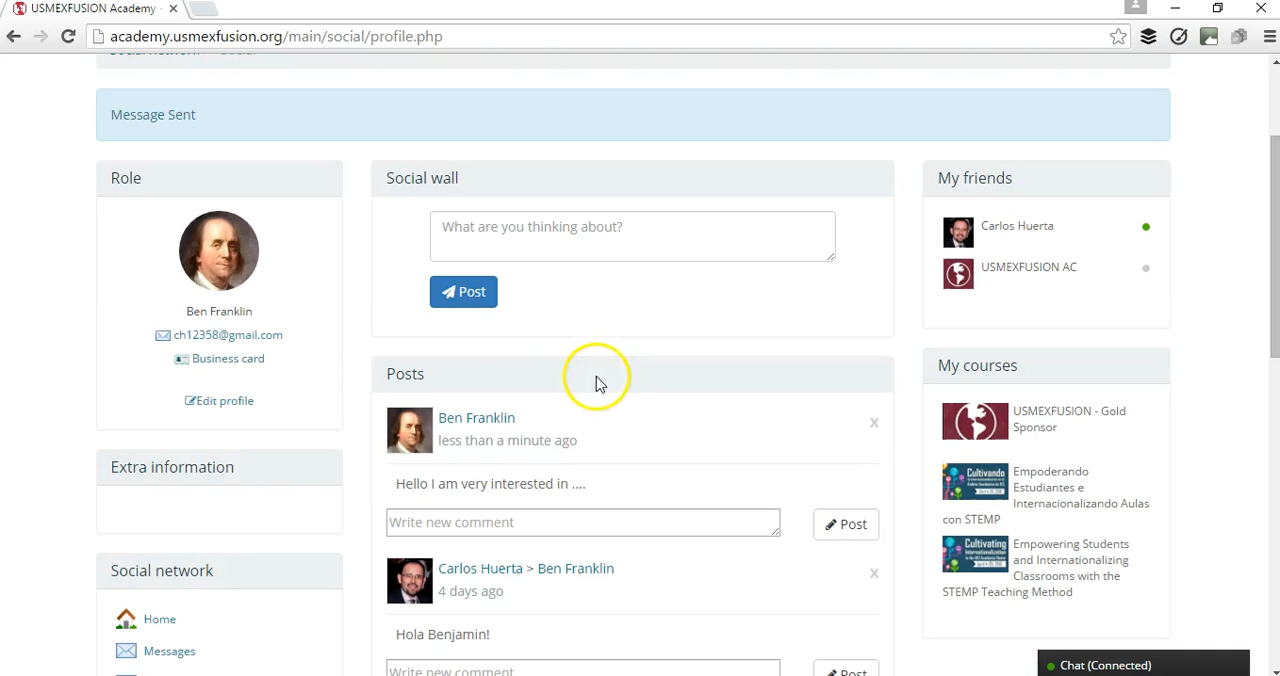 USMEXFUSION Academy
academy.usmexfusion.org/main/social/profile.php
Message Sent
Role
Ben Franklin
ch12358@gmail.com
Business card
Edit profile
Extra information
Social network
Home
Messages
Social wall
What are you thinking about?
Post
Posts
Ben Franklin
less than a minute ago
x
Hello I am very interested in ....
Write new comment
Post
Carlos Huerta > Ben Franklin
4 days ago
x
Hola Benjamin!
Write new comment
Post
My friends
Carlos Huerta
USMEXFUSION AC
My courses
USMEXFUSION - Gold
Sponsor
Empoderando
Estudiantes e
Internacionalizando Aulas
con STEMP
Empowering Students
and Internationalizing
Classrooms with the
STEMP Teaching Method
Chat (Connected)